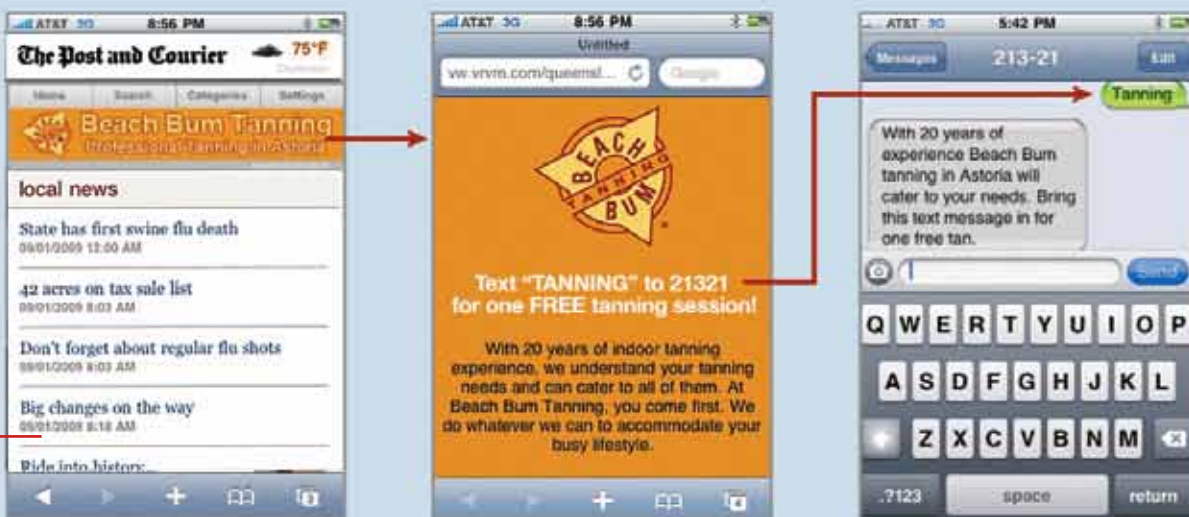 AT&T 3G 8:56 PM
The Post and Courier 75°F
Home Search Categories Settings
Beach Bum Tanning
Professional Tanning in Astoria
local news
State has first swine flu death
09/01/2009 12:00 AM
42 acres on tax sale list
09/01/2009 8:03 AM
Don't forget about regular flu shots
09/01/2009 8:03 AM
Big changes on the way
09/01/2009 8:18 AM
Ride into history...
AT&T 3G 8:56 PM
Untitled
vw.vrvm.com/queensl... Google
BEACH
TANNING
BUM
Text "TANNING" to 21321
for one FREE tanning session!
With 20 years of indoor tanning
experience, we understand your tanning
needs and can cater to all of them. At
Beach Bum Tanning, you come first. We
do whatever we can to accommodate your
busy lifestyle.
AT&T 3G 5:42 PM
Messages 213-21 Edit
Tanning
With 20 years of
experience Beach Bum
tanning in Astoria will
cater to your needs. Bring
this text message in for
one free tan.
Send
Q W E R T Y U I O P
A S D F G H J K L
Z X C V B N M
.?123 space return